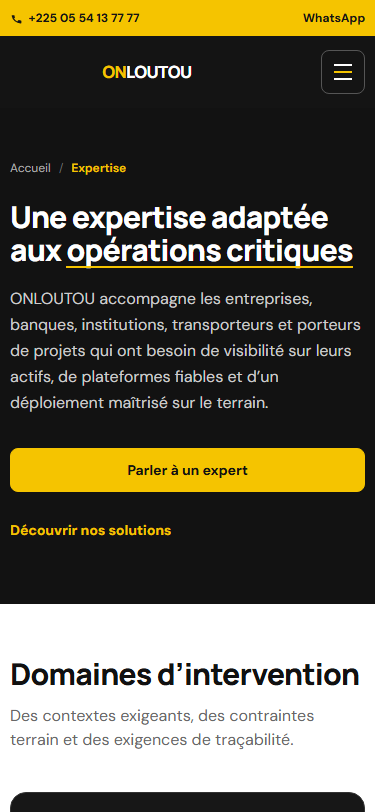 +225 05 54 13 77 77
WhatsApp
ONLOUTOU
Accueil / Expertise
Une expertise adaptée
aux opérations critiques
ONLOUTOU accompagne les entreprises,
banques, institutions, transporteurs et porteurs
de projets qui ont besoin de visibilité sur leurs
actifs, de plateformes fiables et d’un
déploiement maîtrisé sur le terrain.
Parler à un expert
Découvrir nos solutions
Domaines d’intervention
Des contextes exigeants, des contraintes
terrain et des exigences de traçabilité.